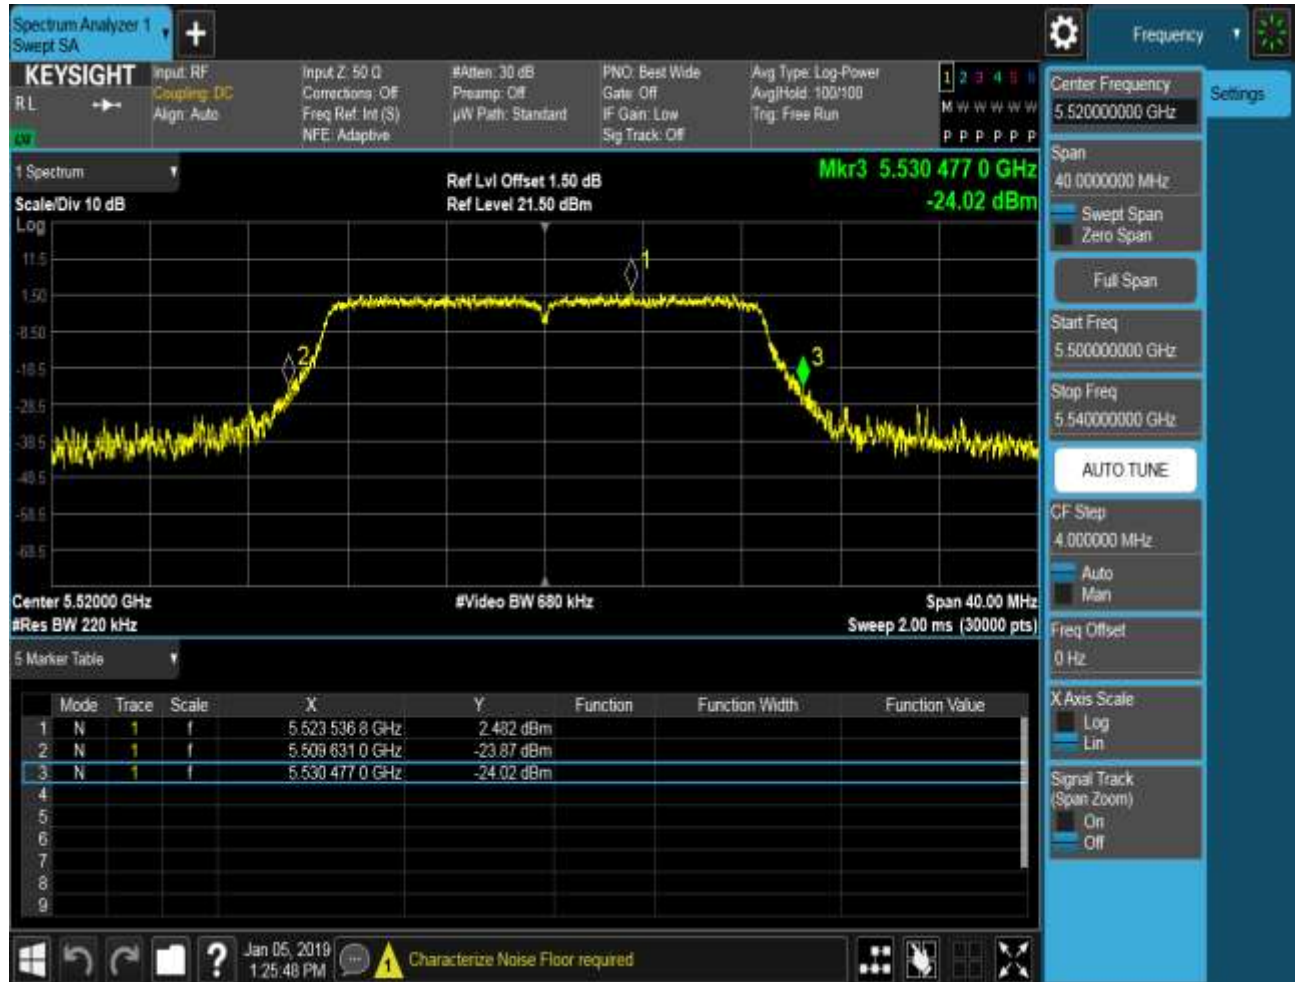 Spectrum Analyzer 1
Swept SA
Frequency
KEYSIGHT
R L
Input: RF
Coupling: DC
Align: Auto
Input Z: 50 Ω
Corrections: Off
Freq Ref: Int (S)
NFE: Adaptive
#Atten: 30 dB
Preamp: Off
µW Path: Standard
PNO: Best Wide
Gate: Off
IF Gain: Low
Sig Track: Off
Avg Type: Log-Power
Avg|Hold: 100/100
Trig: Free Run
1 2 3 4 5 6
M W W W W W
P P P P P P
1 Spectrum
Scale/Div 10 dB
Ref Lvl Offset 1.50 dB
Ref Level 21.50 dBm
Mkr3 5.530 477 0 GHz
-24.02 dBm
Log
11.5
1.50
-8.50
-18.5
-28.5
-38.5
-48.5
-58.5
-68.5
1
2
3
Center 5.52000 GHz
#Res BW 220 kHz
#Video BW 680 kHz
Span 40.00 MHz
Sweep 2.00 ms (30000 pts)
5 Marker Table
Mode Trace Scale X Y Function Function Width Function Value
1 N 1 f 5.523 536 8 GHz 2.482 dBm
2 N 1 f 5.509 631 0 GHz -23.87 dBm
3 N 1 f 5.530 477 0 GHz -24.02 dBm
4
5
6
7
8
9
Jan 05, 2019
1:25:48 PM
Characterize Noise Floor required
Center Frequency
5.520000000 GHz
Settings
Span
40.0000000 MHz
Swept Span
Zero Span
Full Span
Start Freq
5.500000000 GHz
Stop Freq
5.540000000 GHz
AUTO TUNE
CF Step
4.000000 MHz
Auto
Man
Freq Offset
0 Hz
X Axis Scale
Log
Lin
Signal Track
(Span Zoom)
On
Off